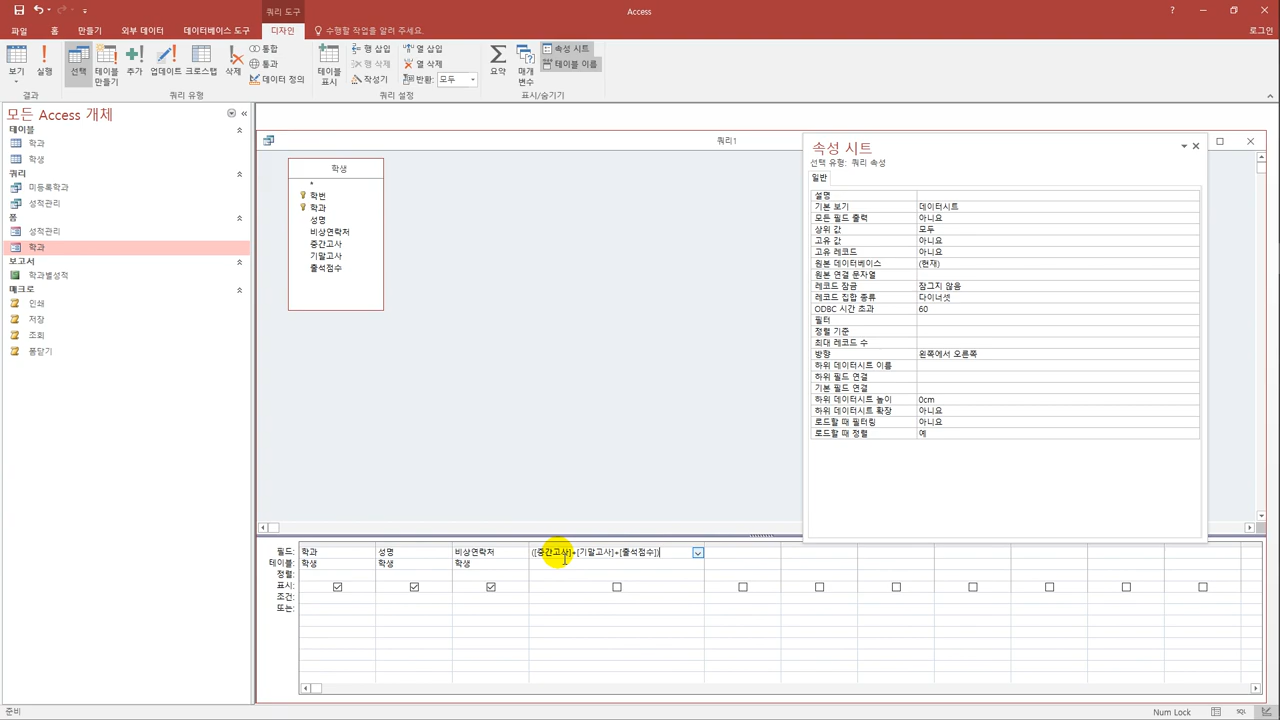 쿼리 도구
Access
?
로그인
파일
홈
만들기
외부 데이터
데이터베이스 도구
디자인
수행할 작업을 알려 주세요.
보기
실행
선택
테이블
만들기
추가
업데이트
크로스탭
삭제
통합
통과
데이터 정의
테이블
표시
행 삽입
행 삭제
작성기
열 삽입
열 삭제
반환:
모두
요약
매개
변수
속성 시트
테이블 이름
결과
쿼리 유형
쿼리 설정
표시/숨기기
모든 Access 개체
테이블
학과
학생
쿼리
미등록학과
성적관리
폼
성적관리
학과
보고서
학과별성적
매크로
인쇄
저장
조회
폼닫기
쿼리1
학생
*
학번
학과
성명
비상연락처
중간고사
기말고사
출석점수
속성 시트
선택 유형: 쿼리 속성
일반
설명
기본 보기 데이터시트
모든 필드 출력 아니요
상위 값 모두
고유 값 아니요
고유 레코드 아니요
원본 데이터베이스 (현재)
원본 연결 문자열
레코드 잠금 잠그지 않음
레코드 집합 종류 다이너셋
ODBC 시간 초과 60
필터
정렬 기준
최대 레코드 수
방향 왼쪽에서 오른쪽
하위 데이터시트 이름
하위 필드 연결
기본 필드 연결
하위 데이터시트 높이 0cm
하위 데이터시트 확장 아니요
로드할 때 필터링 아니요
로드할 때 정렬 예
필드: 학과 성명 비상연락처 ([중간고사]+[기말고사]+[출석점수])
테이블: 학생 학생 학생
정렬:
표시:
조건:
또는:
준비
Num Lock
SQL